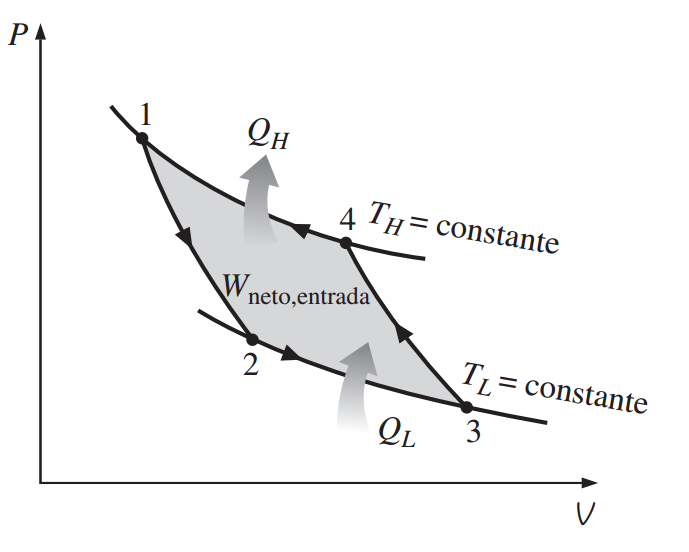 P
1
Q_H
4
T_H = constante
W_neto,entrada
2
T_L = constante
Q_L
3
V